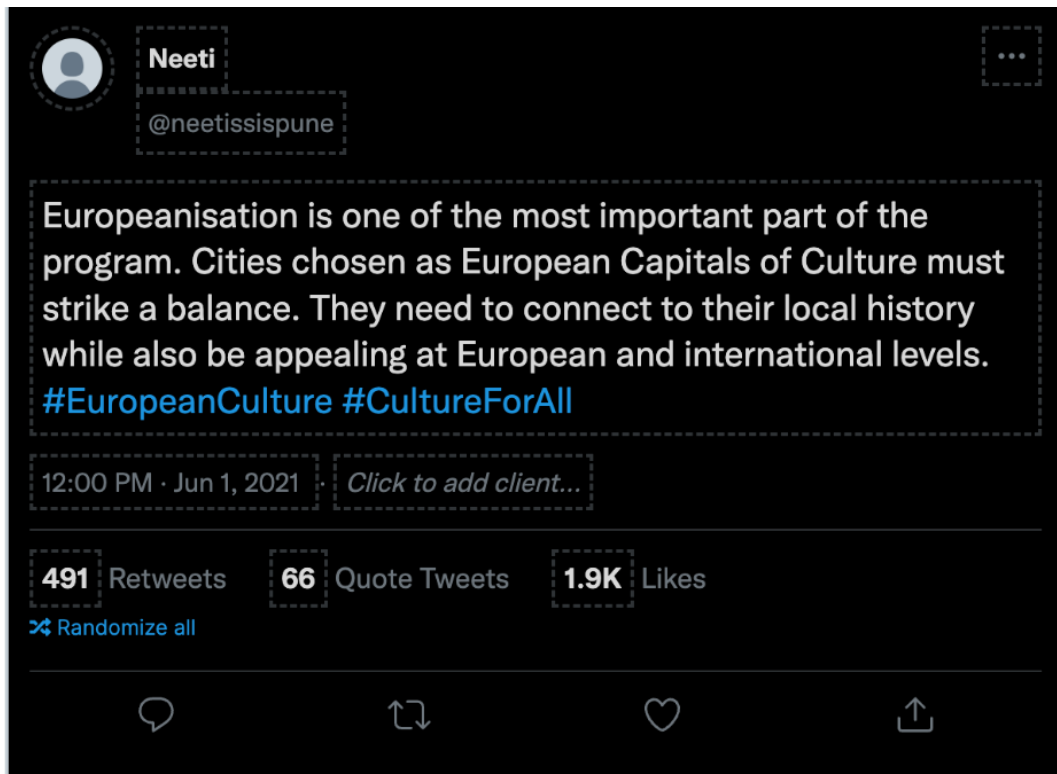 Neeti
@neetissispune
Europeanisation is one of the most important part of the
program. Cities chosen as European Capitals of Culture must
strike a balance. They need to connect to their local history
while also be appealing at European and international levels.
#EuropeanCulture #CultureForAll
12:00 PM · Jun 1, 2021 · Click to add client...
491 Retweets 66 Quote Tweets 1.9K Likes
Randomize all